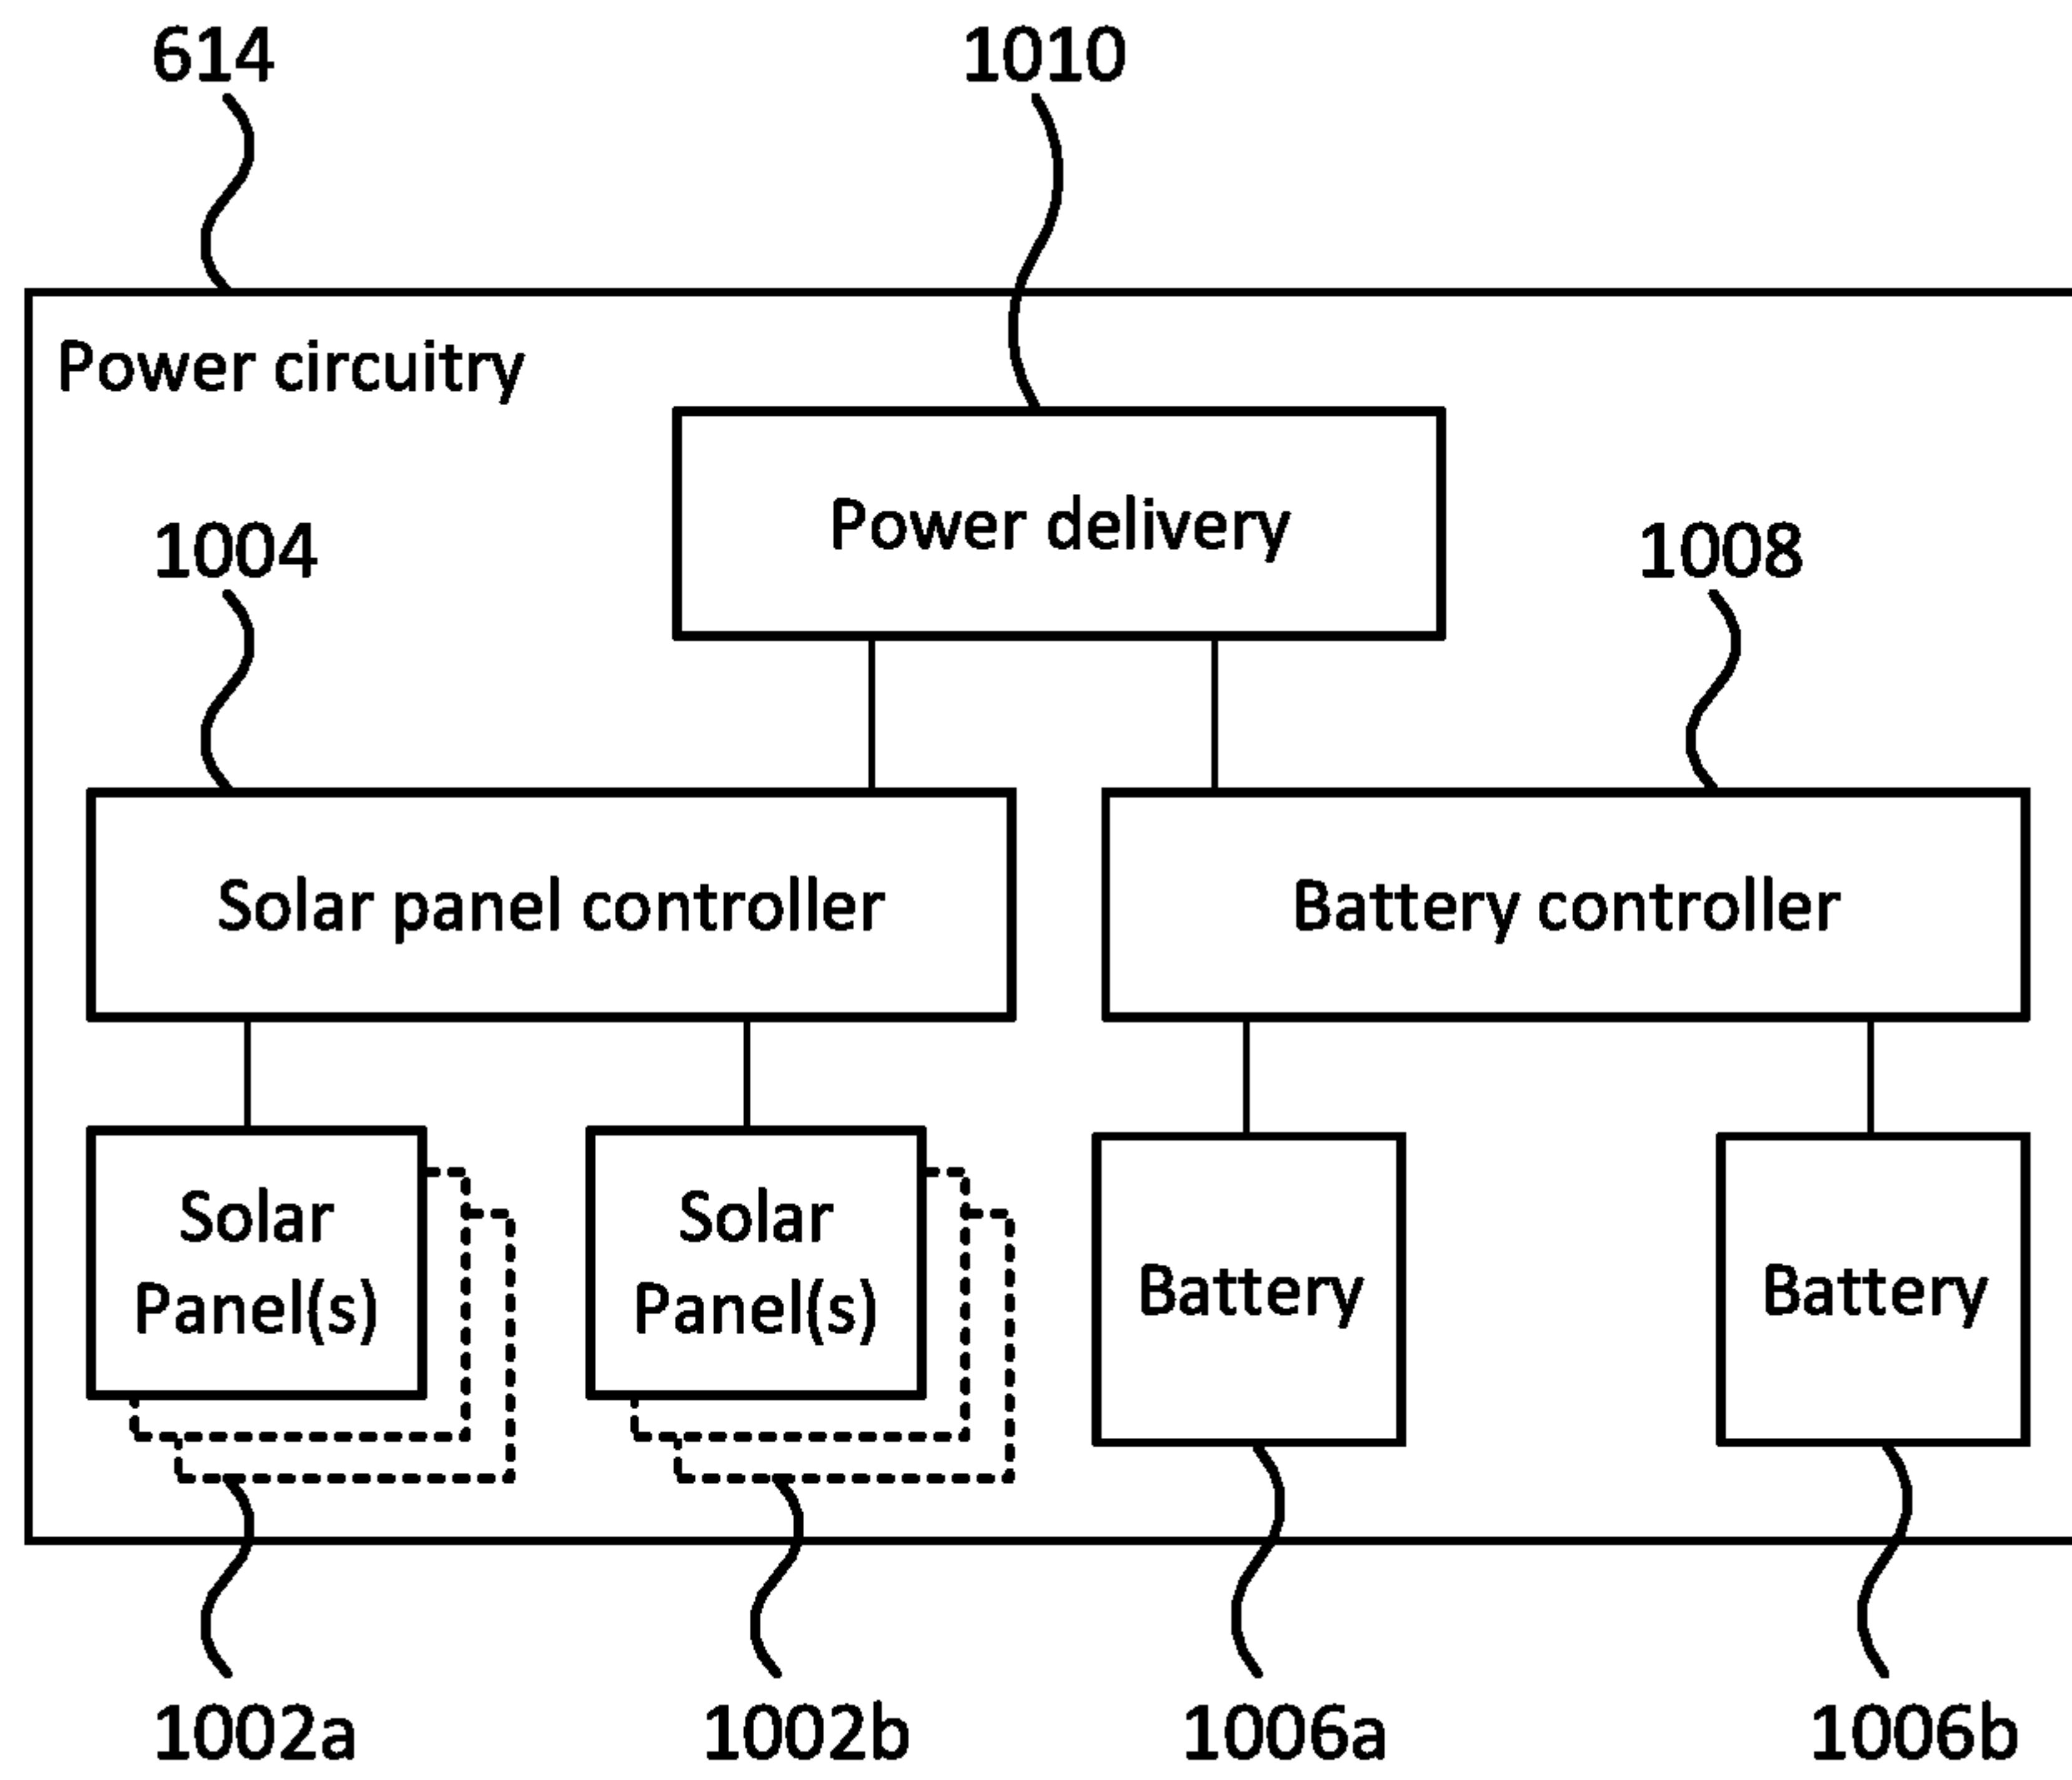 614
1010
Power circuitry
Power delivery
1004
1008
Solar panel controller
Battery controller
Solar
Panel(s)
Solar
Panel(s)
Battery
Battery
1002a
1002b
1006a
1006b